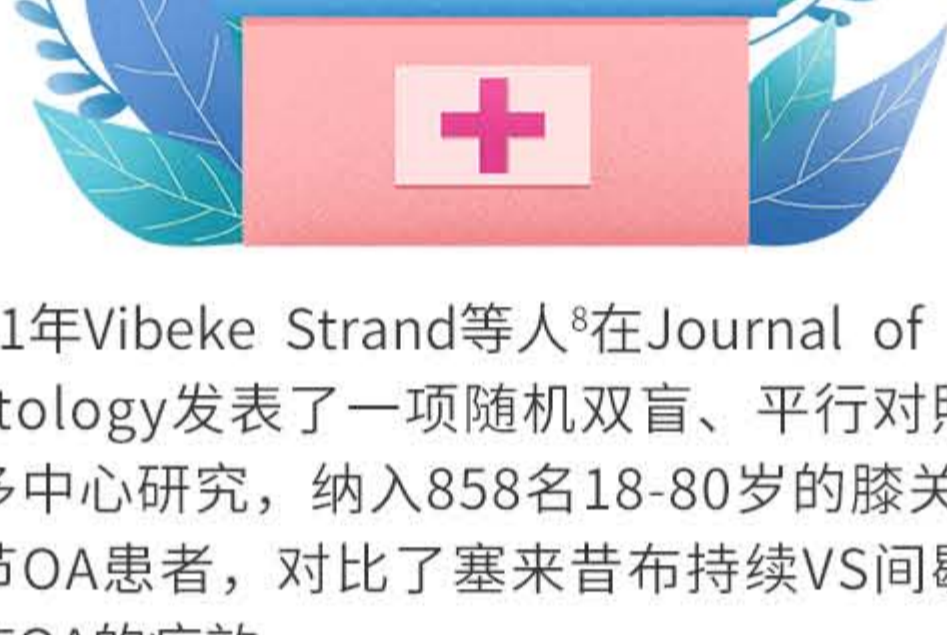 1年Vibeke Strand等人⁸在Journal of
tology发表了一项随机双盲、平行对照
多中心研究，纳入858名18-80岁的膝关
节OA患者，对比了塞来昔布持续VS间歇